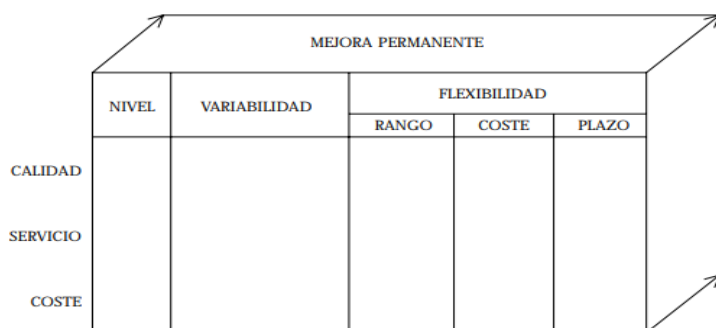 MEJORA PERMANENTE
NIVEL
VARIABILIDAD
FLEXIBILIDAD
RANGO
COSTE
PLAZO
CALIDAD
SERVICIO
COSTE